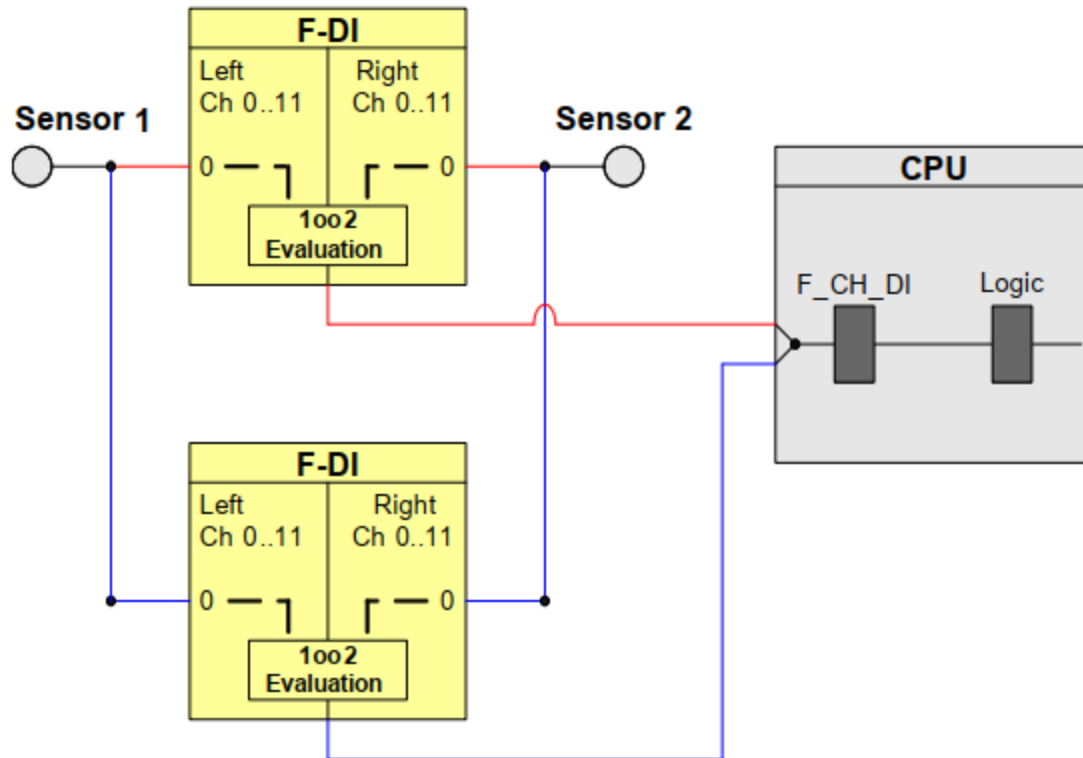 F-DI
Left
Right
Ch 0..11
Ch 0..11
Sensor 1
Sensor 2
0
0
1oo2
Evaluation
CPU
F_CH_DI
Logic
F-DI
Left
Right
Ch 0..11
Ch 0..11
0
0
1oo2
Evaluation